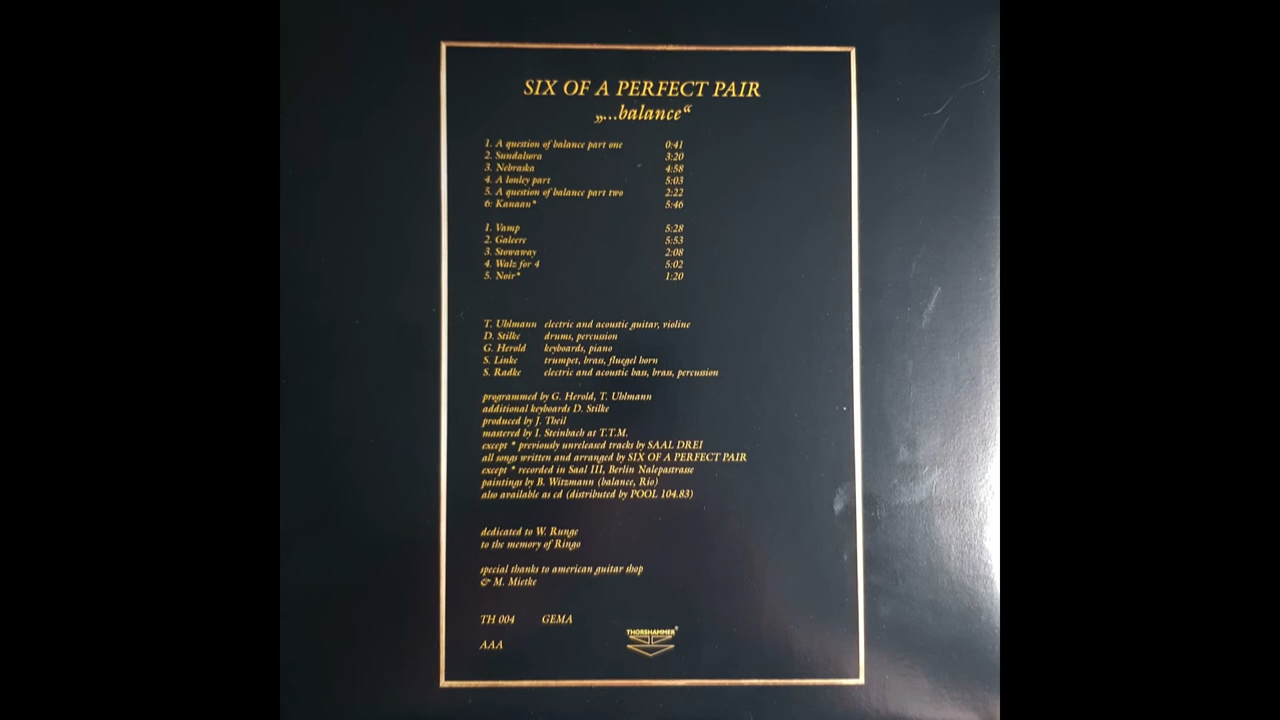 SIX OF A PERFECT PAIR
„...balance“
1. A question of balance part one 0:41
2. Sundalsora 3:20
3. Nebraska 4:58
4. A lonley part 5:03
5. A question of balance part two 2:22
6: Kanaan* 5:46
1. Vamp 5:28
2. Galeere 5:53
3. Stowaway 2:08
4. Walz for 4 5:02
5. Noir* 1:20
T. Uhlmann electric and acoustic guitar, violine
D. Stilke drums, percussion
G. Herold keyboards, piano
S. Linke trumpet, brass, fluegel horn
S. Radke electric and acoustic bass, brass, percussion
programmed by G. Herold, T. Uhlmann
additional keyboards D. Stilke
produced by J. Theil
mastered by I. Steinbach at T.T.M.
except * previously unreleased tracks by SAAL DREI
all songs written and arranged by SIX OF A PERFECT PAIR
except * recorded in Saal III, Berlin Nalepastrasse
paintings by B. Witzmann (balance, Rio)
also available as cd (distributed by POOL 104.83)
dedicated to W. Runge
to the memory of Ringo
special thanks to american guitar shop
& M. Mietke
TH 004 GEMA
THORSHAMMER®
AAA